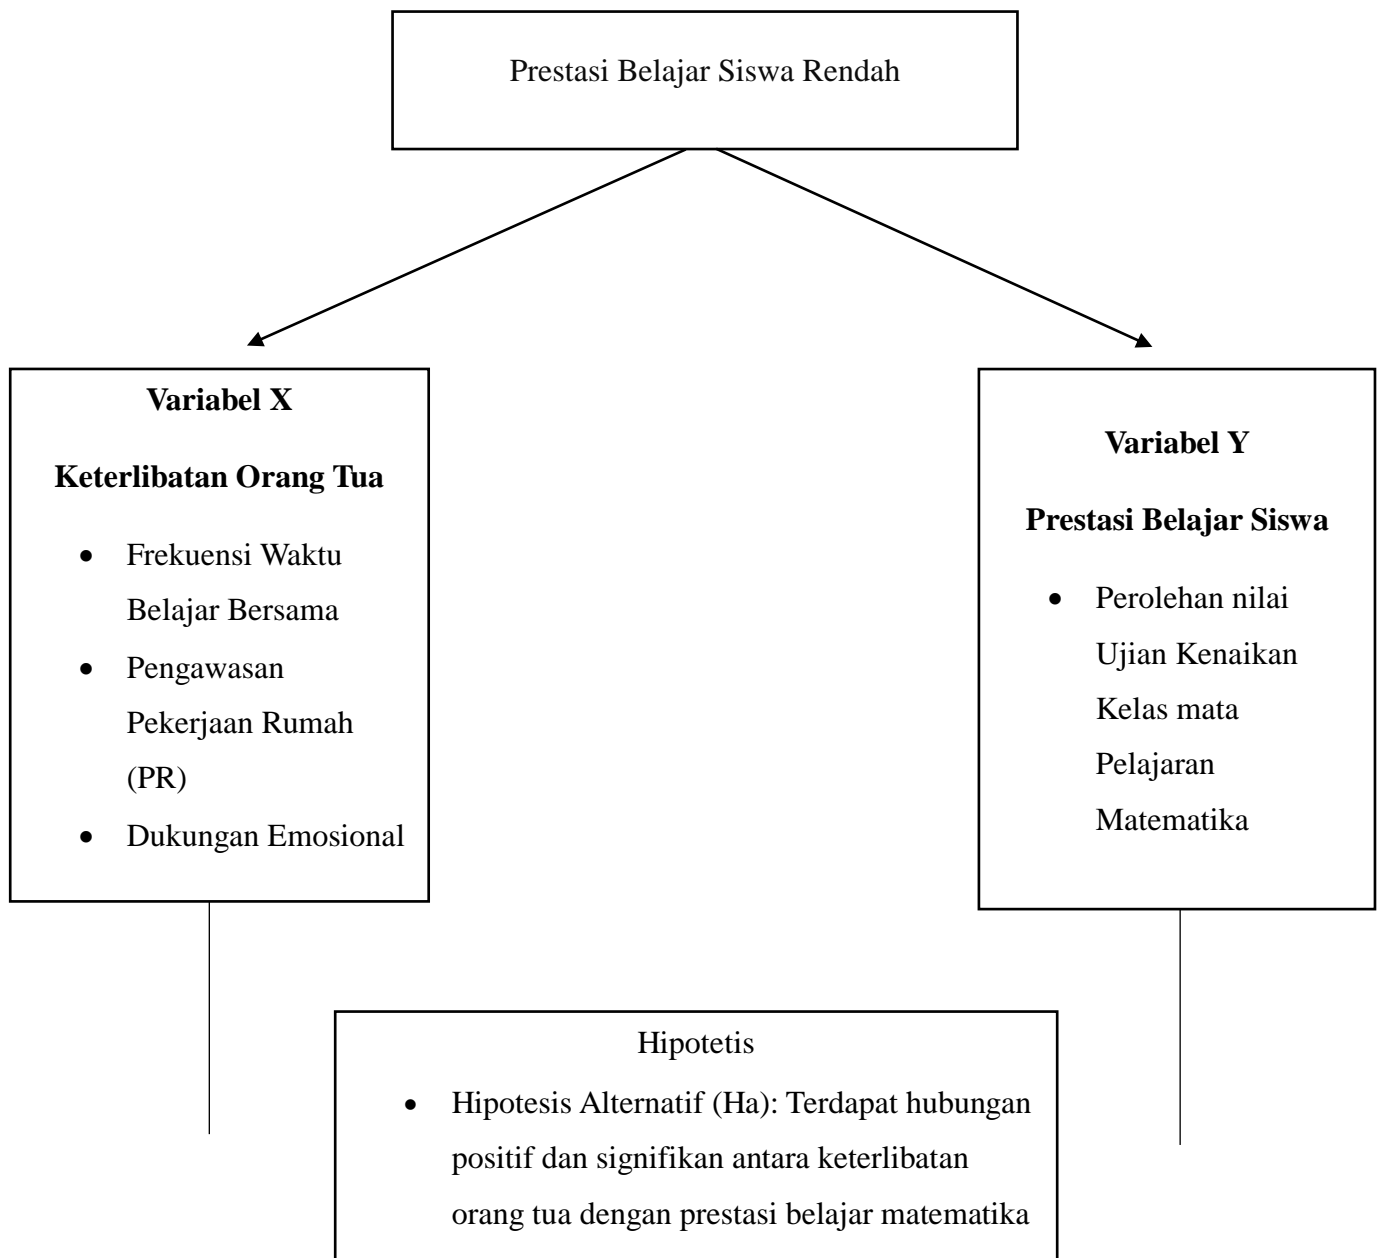 Prestasi Belajar Siswa Rendah
Variabel X
Keterlibatan Orang Tua
• Frekuensi Waktu
Belajar Bersama
• Pengawasan
Pekerjaan Rumah
(PR)
• Dukungan Emosional
Variabel Y
Prestasi Belajar Siswa
• Perolehan nilai
Ujian Kenaikan
Kelas mata
Pelajaran
Matematika
Hipotetis
• Hipotesis Alternatif (Ha): Terdapat hubungan
positif dan signifikan antara keterlibatan
orang tua dengan prestasi belajar matematika